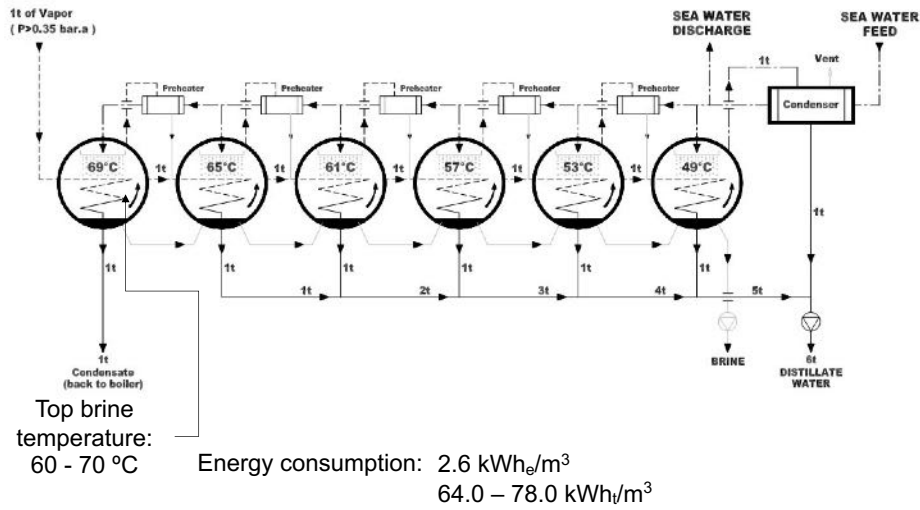 1t of Vapor
( P>0.35 bar.a )
SEA WATER
DISCHARGE
SEA WATER
FEED
1t
Vent
Preheater
Preheater
Preheater
Preheater
Preheater
Condenser
69°C
65°C
61°C
57°C
53°C
49°C
1t
1t
1t
1t
1t
1t
1t
1t
1t
1t
1t
1t
1t
2t
3t
4t
5t
1t
Condensate
(back to boiler)
BRINE
6t
DISTILLATE
WATER
Top brine
temperature:
60 - 70 ºC
Energy consumption: 2.6 kWhₑ/m³
64.0 – 78.0 kWhₜ/m³